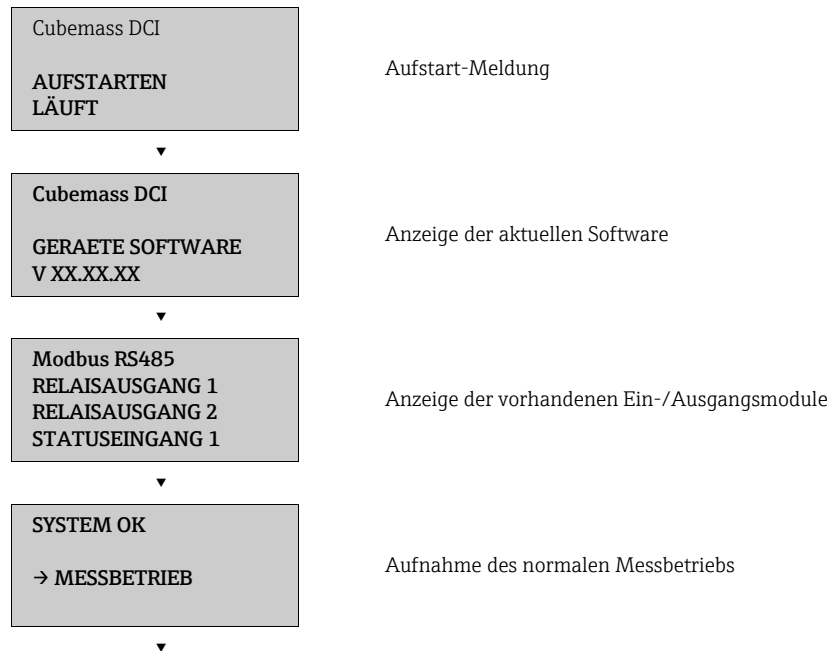 Cubemass DCI
AUFSTARTEN
LÄUFT
Aufstart-Meldung
▼
Cubemass DCI
GERAETE SOFTWARE
V XX.XX.XX
Anzeige der aktuellen Software
▼
Modbus RS485
RELAISAUSGANG 1
RELAISAUSGANG 2
STATUSEINGANG 1
Anzeige der vorhandenen Ein-/Ausgangsmodule
▼
SYSTEM OK
→ MESSBETRIEB
Aufnahme des normalen Messbetriebs
▼